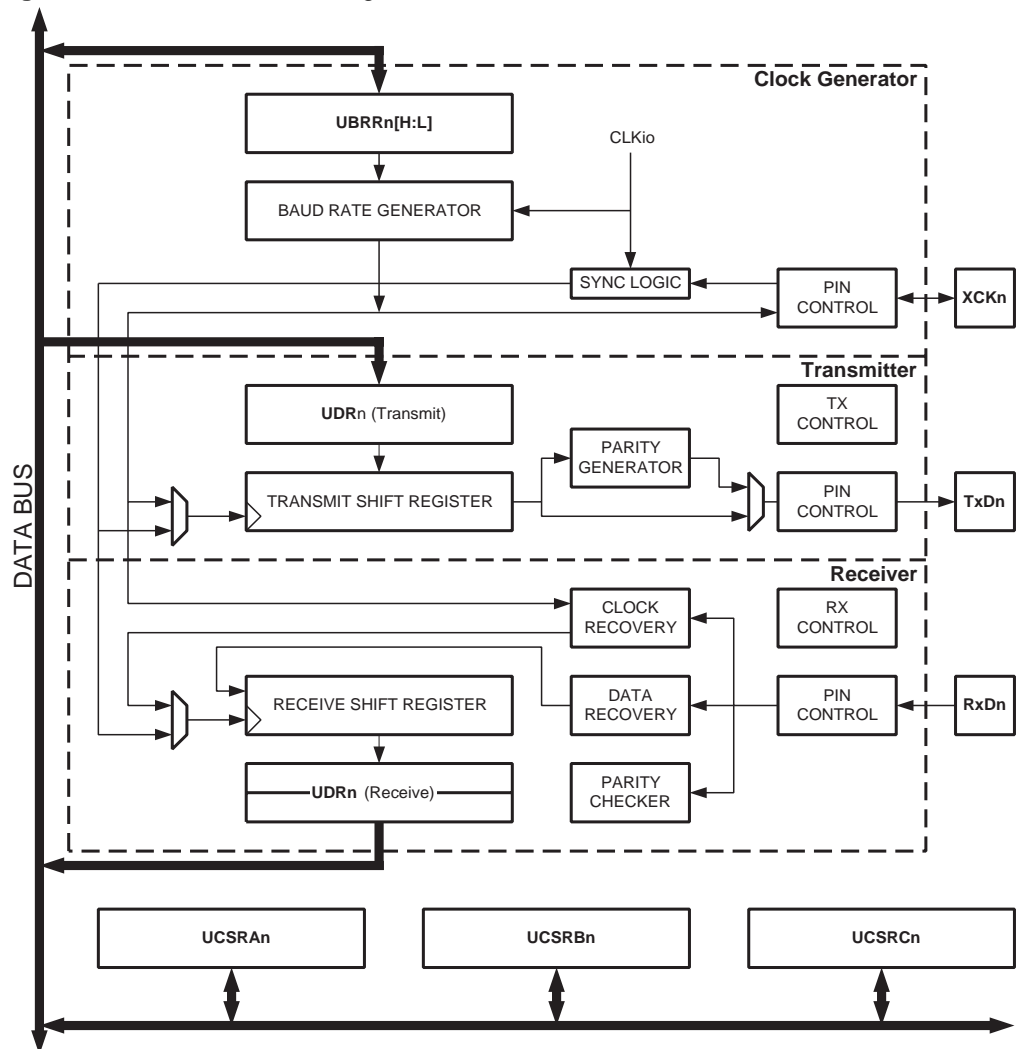 Clock Generator
UBRRn[H:L]
CLKio
BAUD RATE GENERATOR
SYNC LOGIC
PIN
CONTROL
XCKn
Transmitter
TX
CONTROL
UDRn (Transmit)
PARITY
GENERATOR
TRANSMIT SHIFT REGISTER
PIN
CONTROL
TxDn
DATA BUS
Receiver
CLOCK
RECOVERY
RX
CONTROL
RECEIVE SHIFT REGISTER
DATA
RECOVERY
PIN
CONTROL
RxDn
UDRn (Receive)
PARITY
CHECKER
UCSRAn
UCSRBn
UCSRCn